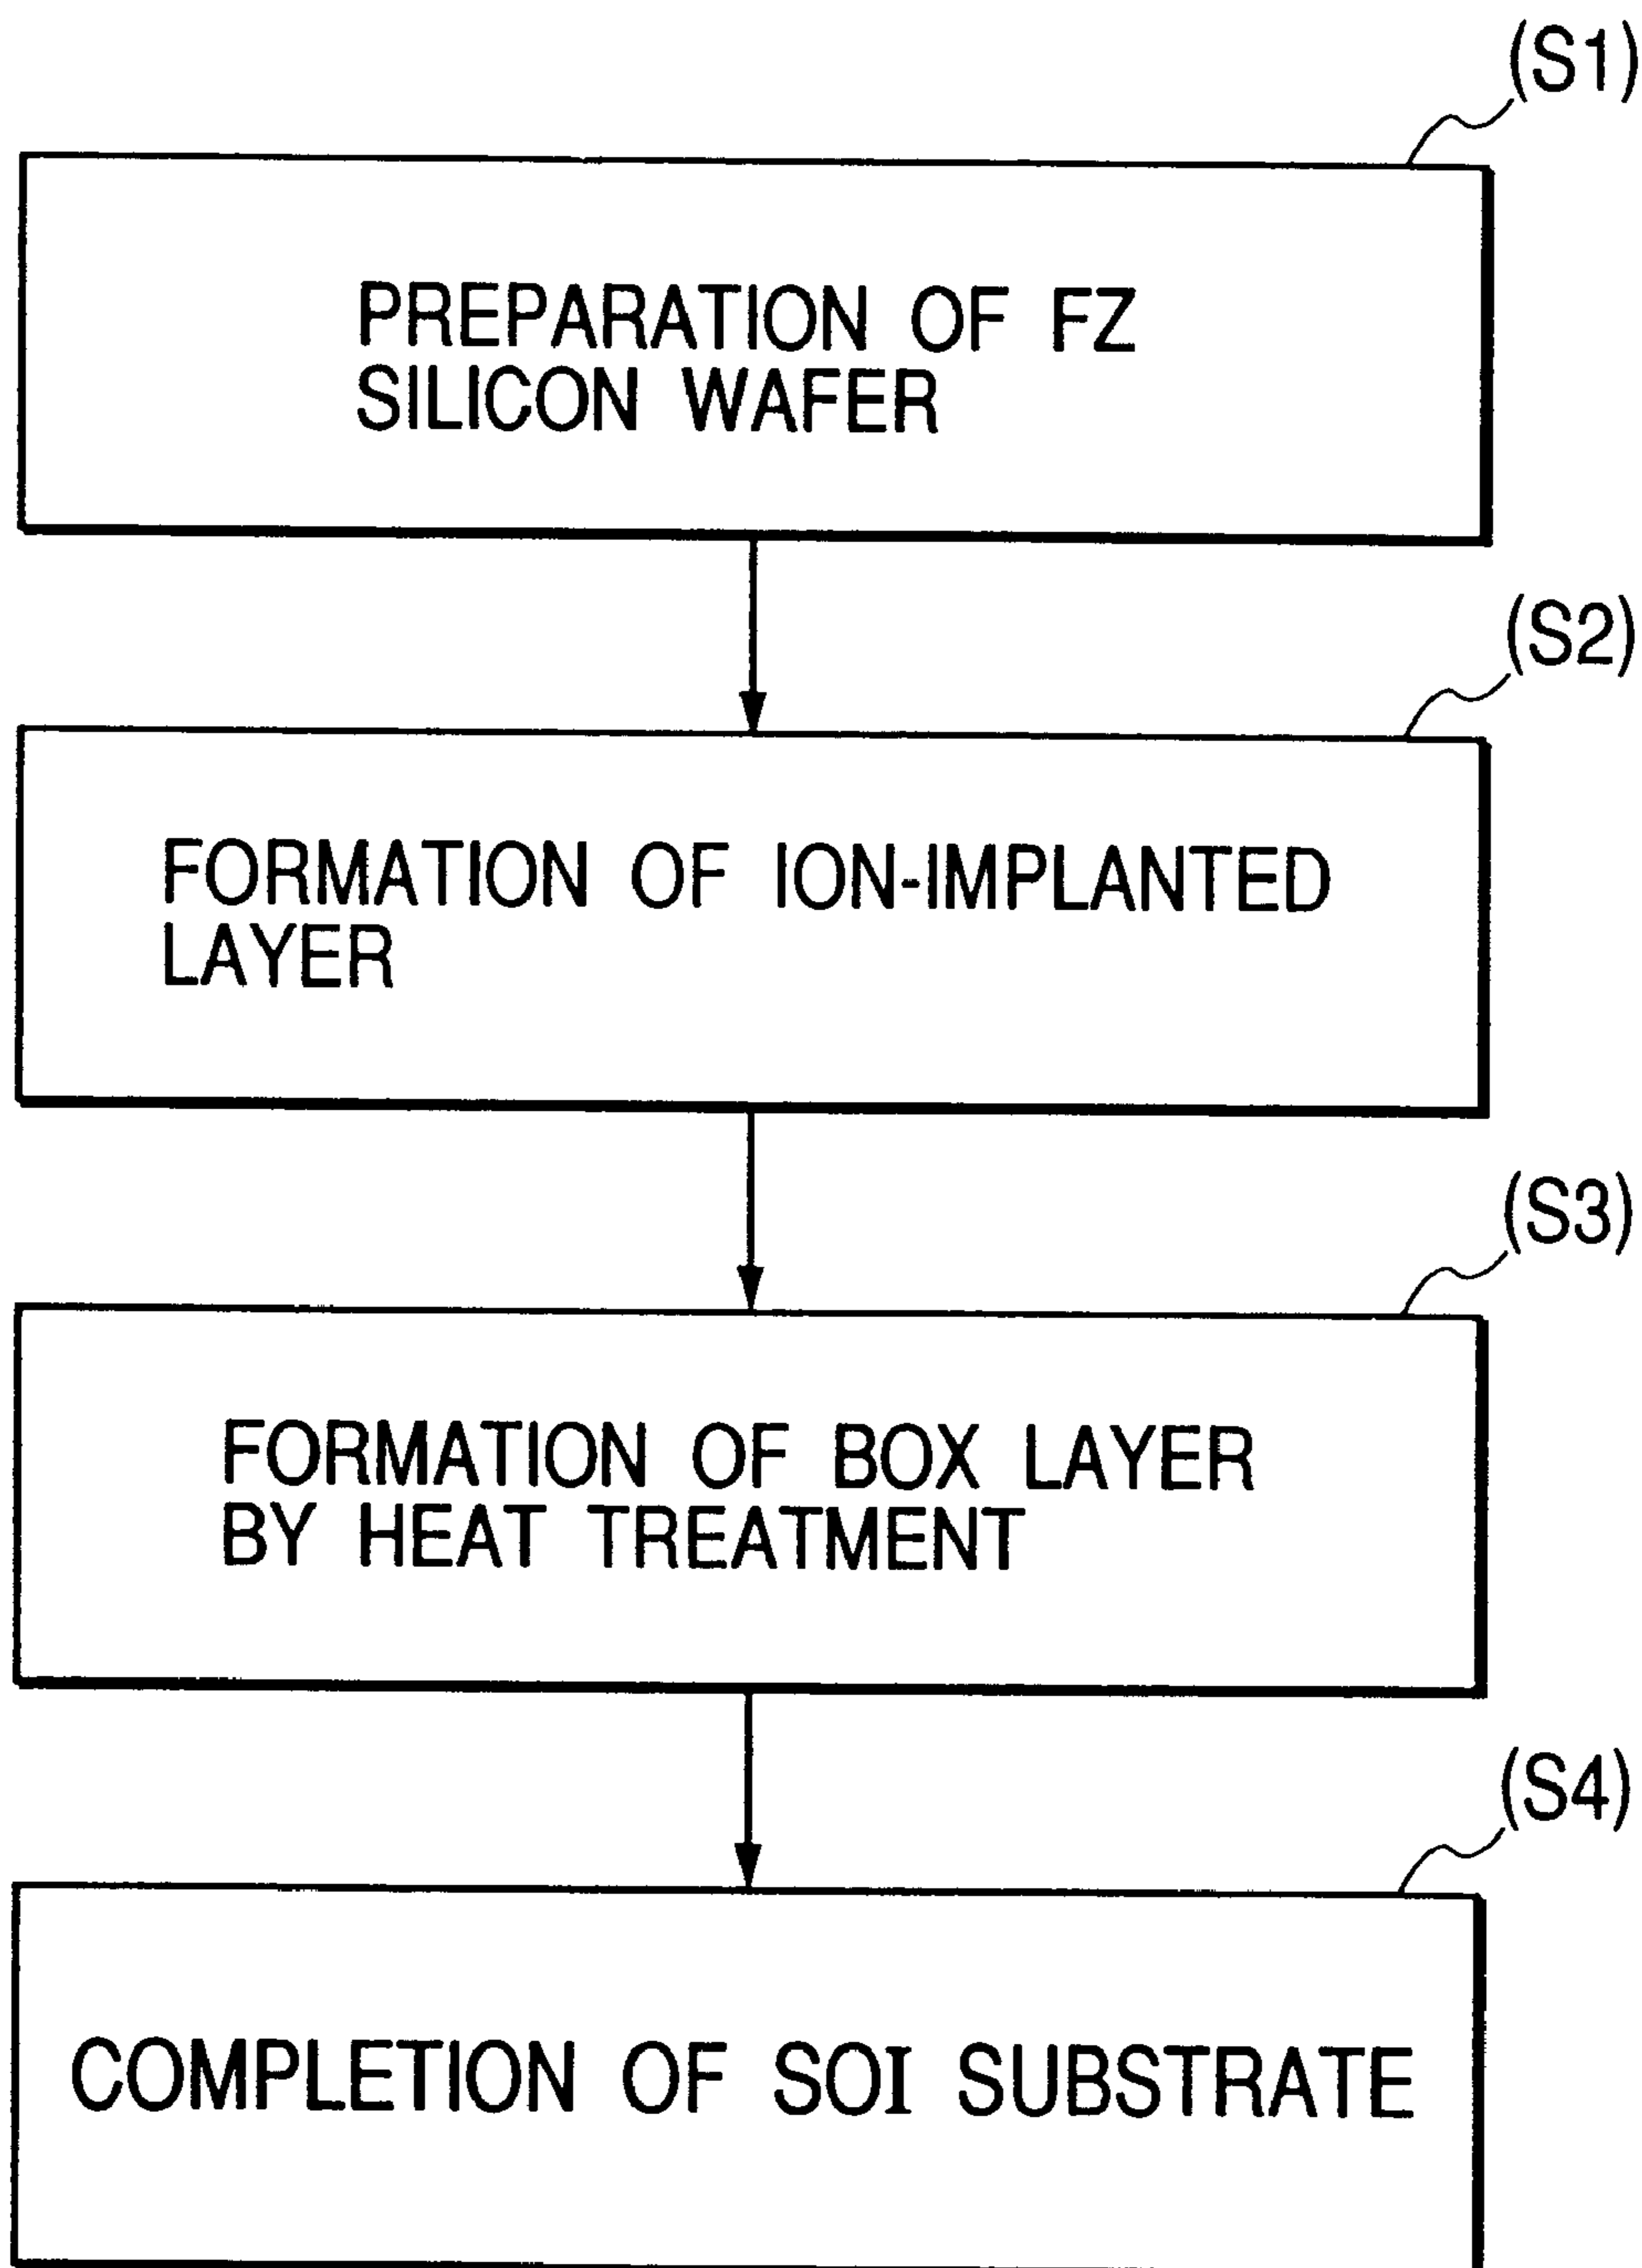 (S1)
PREPARATION OF FZ
SILICON WAFER
(S2)
FORMATION OF ION-IMPLANTED
LAYER
(S3)
FORMATION OF BOX LAYER
BY HEAT TREATMENT
(S4)
COMPLETION OF SOI SUBSTRATE